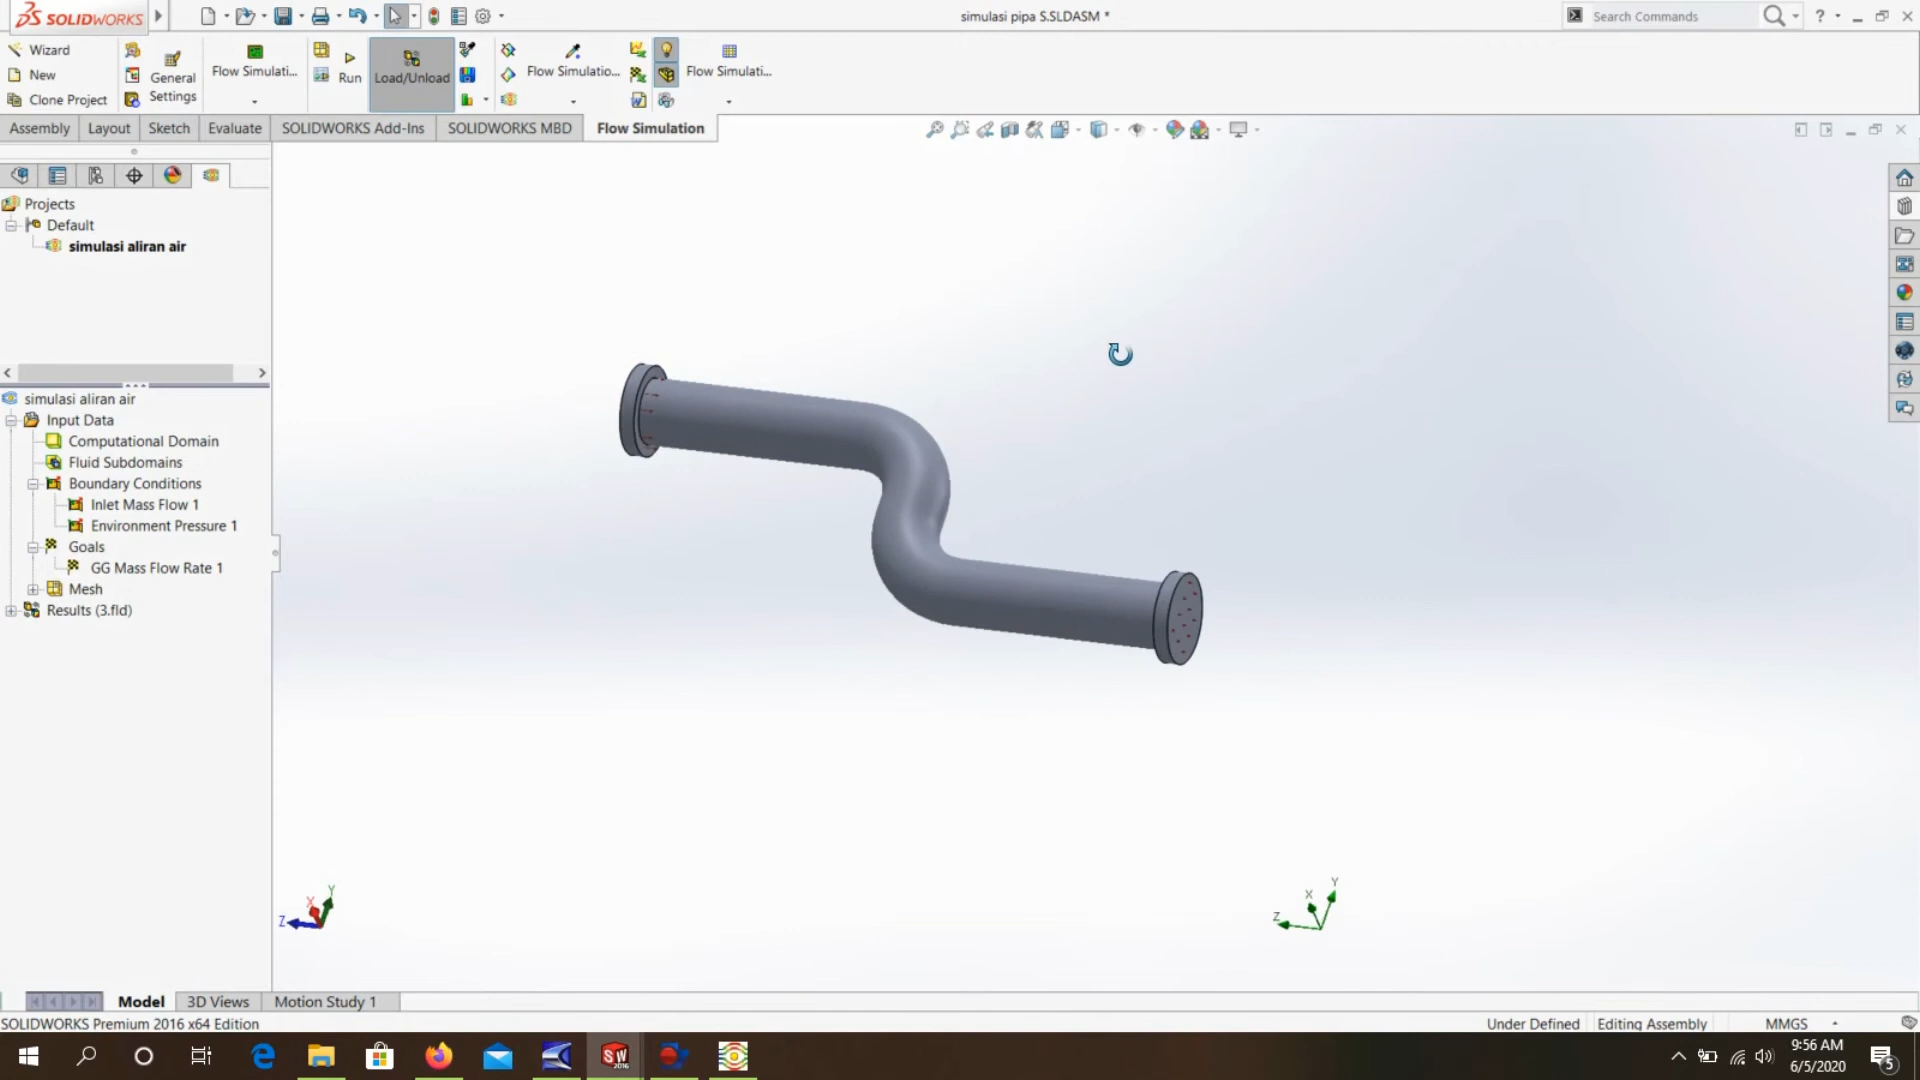 SOLIDWORKS
simulasi pipa S.SLDASM *
Search Commands
?
Wizard
New
Clone Project
General
Settings
Flow Simulati...
Run
Load/Unload
Flow Simulatio...
Flow Simulati...
Assembly
Layout
Sketch
Evaluate
SOLIDWORKS Add-Ins
SOLIDWORKS MBD
Flow Simulation
Projects
Default
simulasi aliran air
simulasi aliran air
Input Data
Computational Domain
Fluid Subdomains
Boundary Conditions
Inlet Mass Flow 1
Environment Pressure 1
Goals
GG Mass Flow Rate 1
Mesh
Results (3.fld)
Y
X
Z
Y
X
Z
Model
3D Views
Motion Study 1
SOLIDWORKS Premium 2016 x64 Edition
Under Defined
Editing Assembly
MMGS
SW
2016
9:56 AM
6/5/2020
5